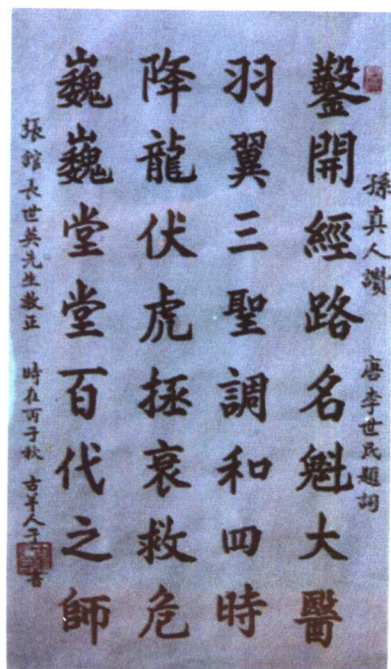 孫真人讚 唐李世民題詞
鑿開經路名魁大醫
羽翼三聖調和四時
降龍伏虎拯衰救危
巍巍堂堂百代之師
張館長世英先生教正 時在丙子秋